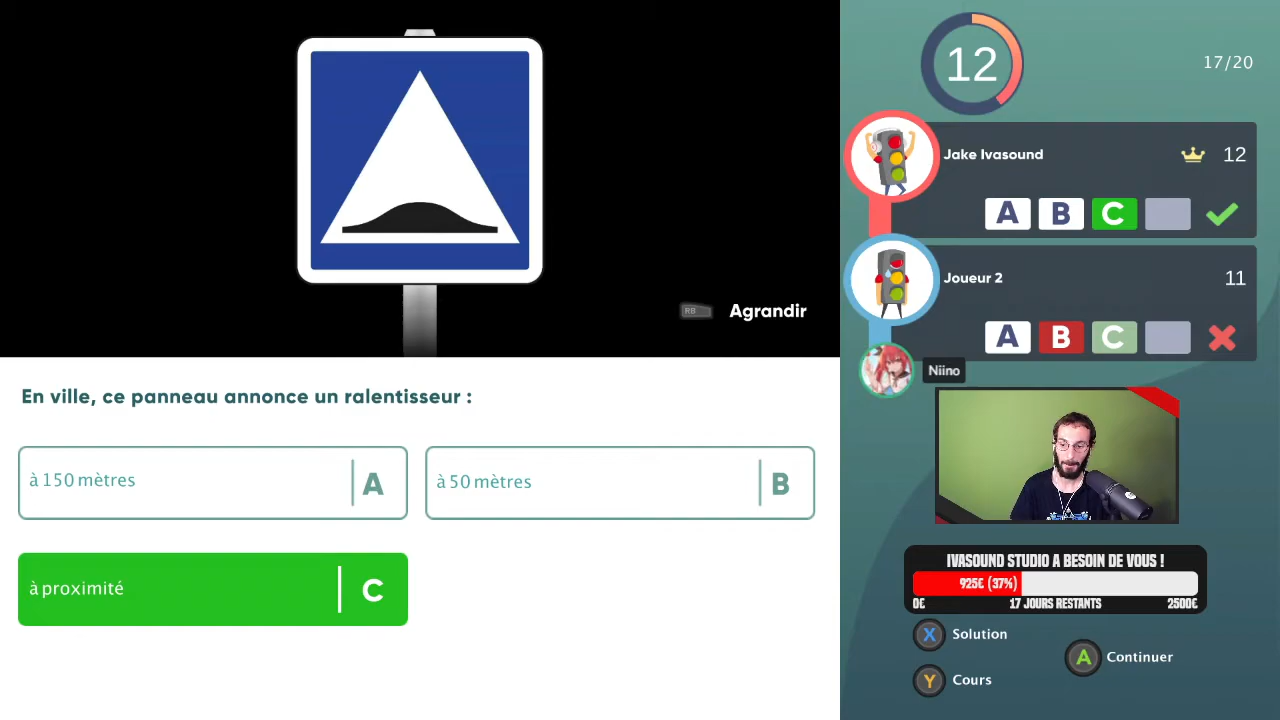 12
17/20
Jake Ivasound
12
A B C
Joueur 2
11
A B C
Niino
RB Agrandir
En ville, ce panneau annonce un ralentisseur :
à 150 mètres A
à 50 mètres B
à proximité C
IVASOUND STUDIO A BESOIN DE VOUS !
925€ (37%)
0€ 17 JOURS RESTANTS 2500€
X Solution
A Continuer
Y Cours